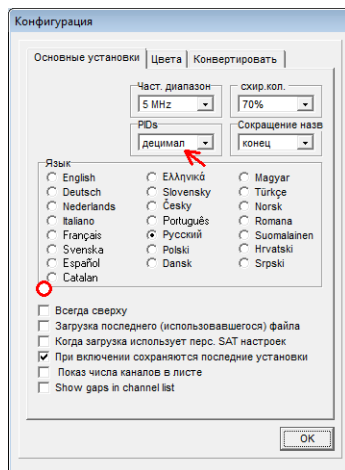 Конфигурация
Основные установки Цвета Конвертировать
Част. диапазон схир.кол.
5 MHz 70%
PIDs Сокращение назв
децимал конец
Язык
English Ελληνικά Magyar
Deutsch Slovensky Türkçe
Nederlands Česky Norsk
Italiano Português Romana
Français Русский Suomalainen
Svenska Polski Hrvatski
Español Dansk Srpski
Catalan
Всегда сверху
Загрузка последнего (использовавшегося) файла
Когда загрузка использует перс. SAT настроек
При включении сохраняются последние установки
Показ числа каналов в листе
Show gaps in channel list
OK